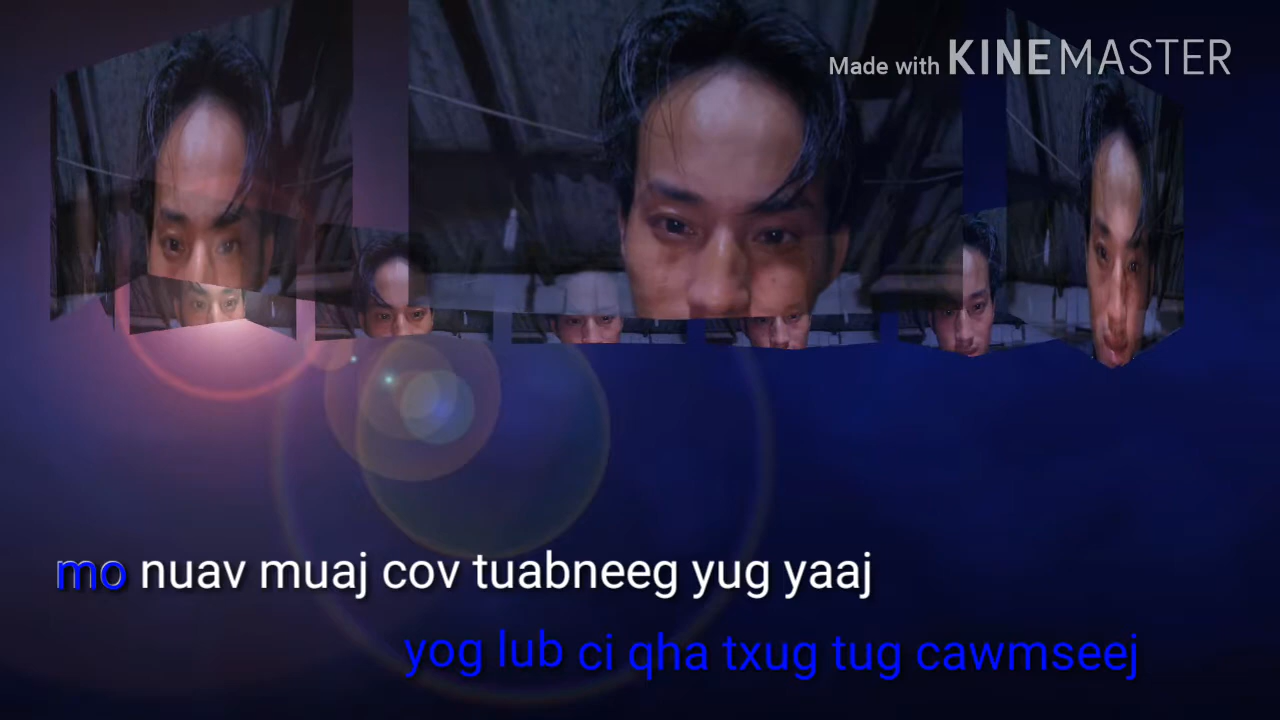 Made with KINEMASTER
mo nuav muaj cov tuabneeg yug yaaj
yog lub ci qha txug tug cawmseej